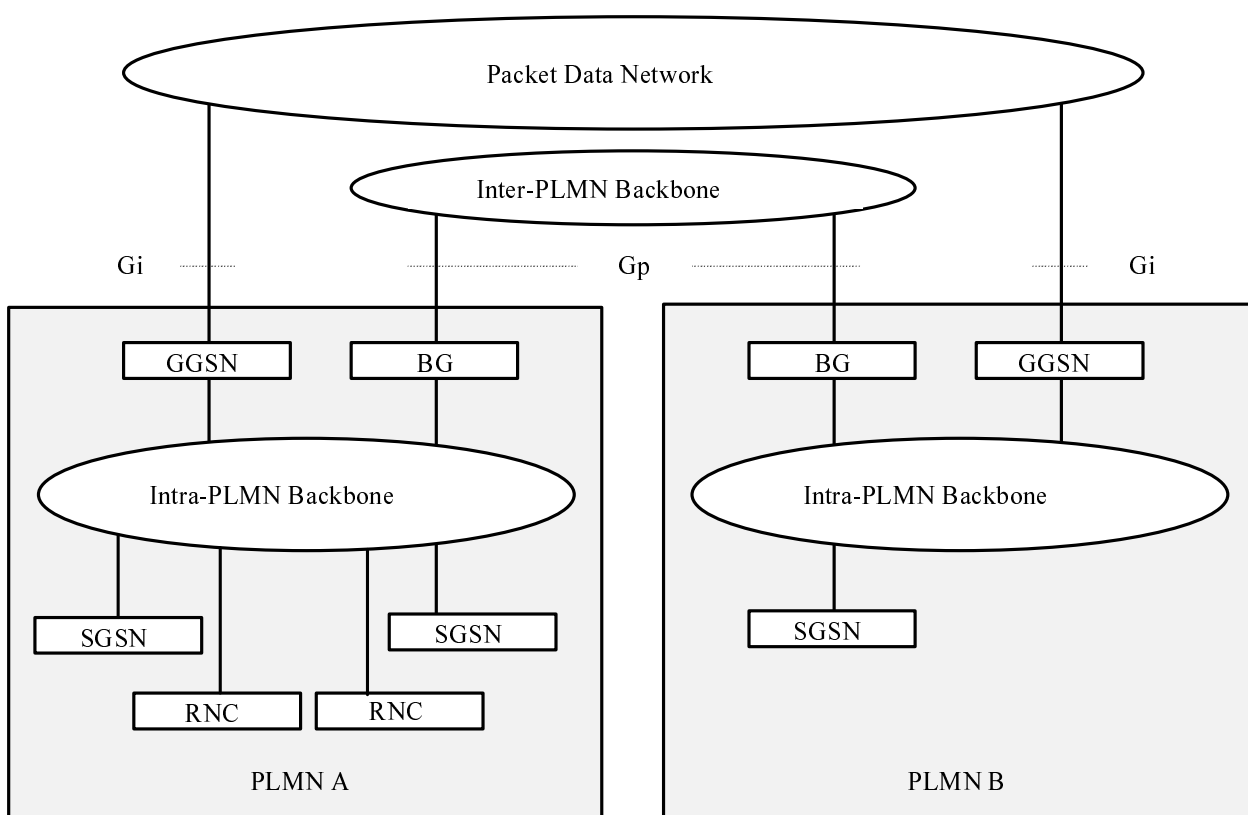 Packet Data Network
Inter-PLMN Backbone
Gi
Gp
Gi
GGSN
BG
BG
GGSN
Intra-PLMN Backbone
Intra-PLMN Backbone
SGSN
SGSN
SGSN
RNC
RNC
PLMN A
PLMN B